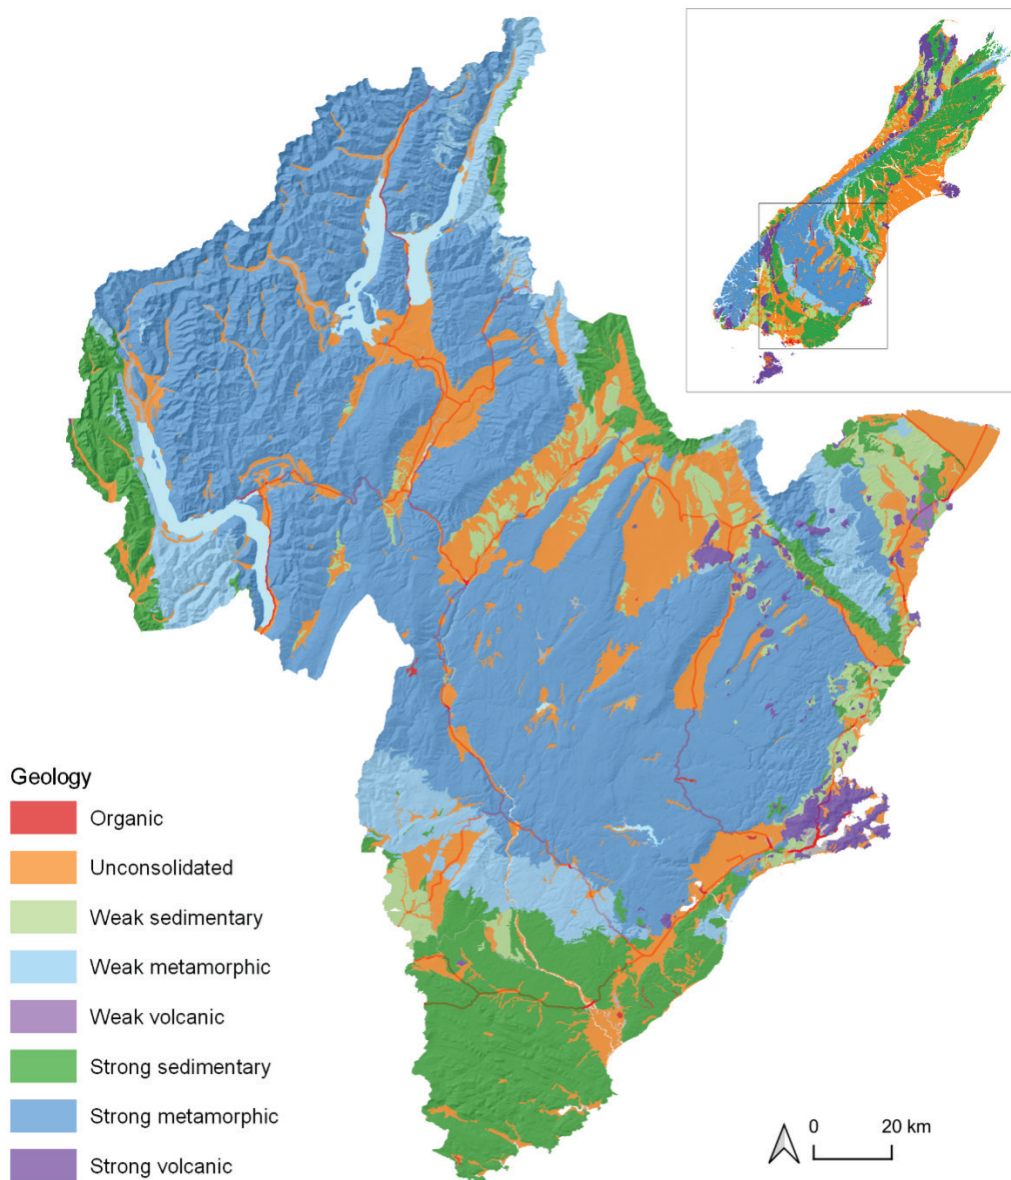 Geology
Organic
Unconsolidated
Weak sedimentary
Weak metamorphic
Weak volcanic
Strong sedimentary
Strong metamorphic
Strong volcanic
0 20 km